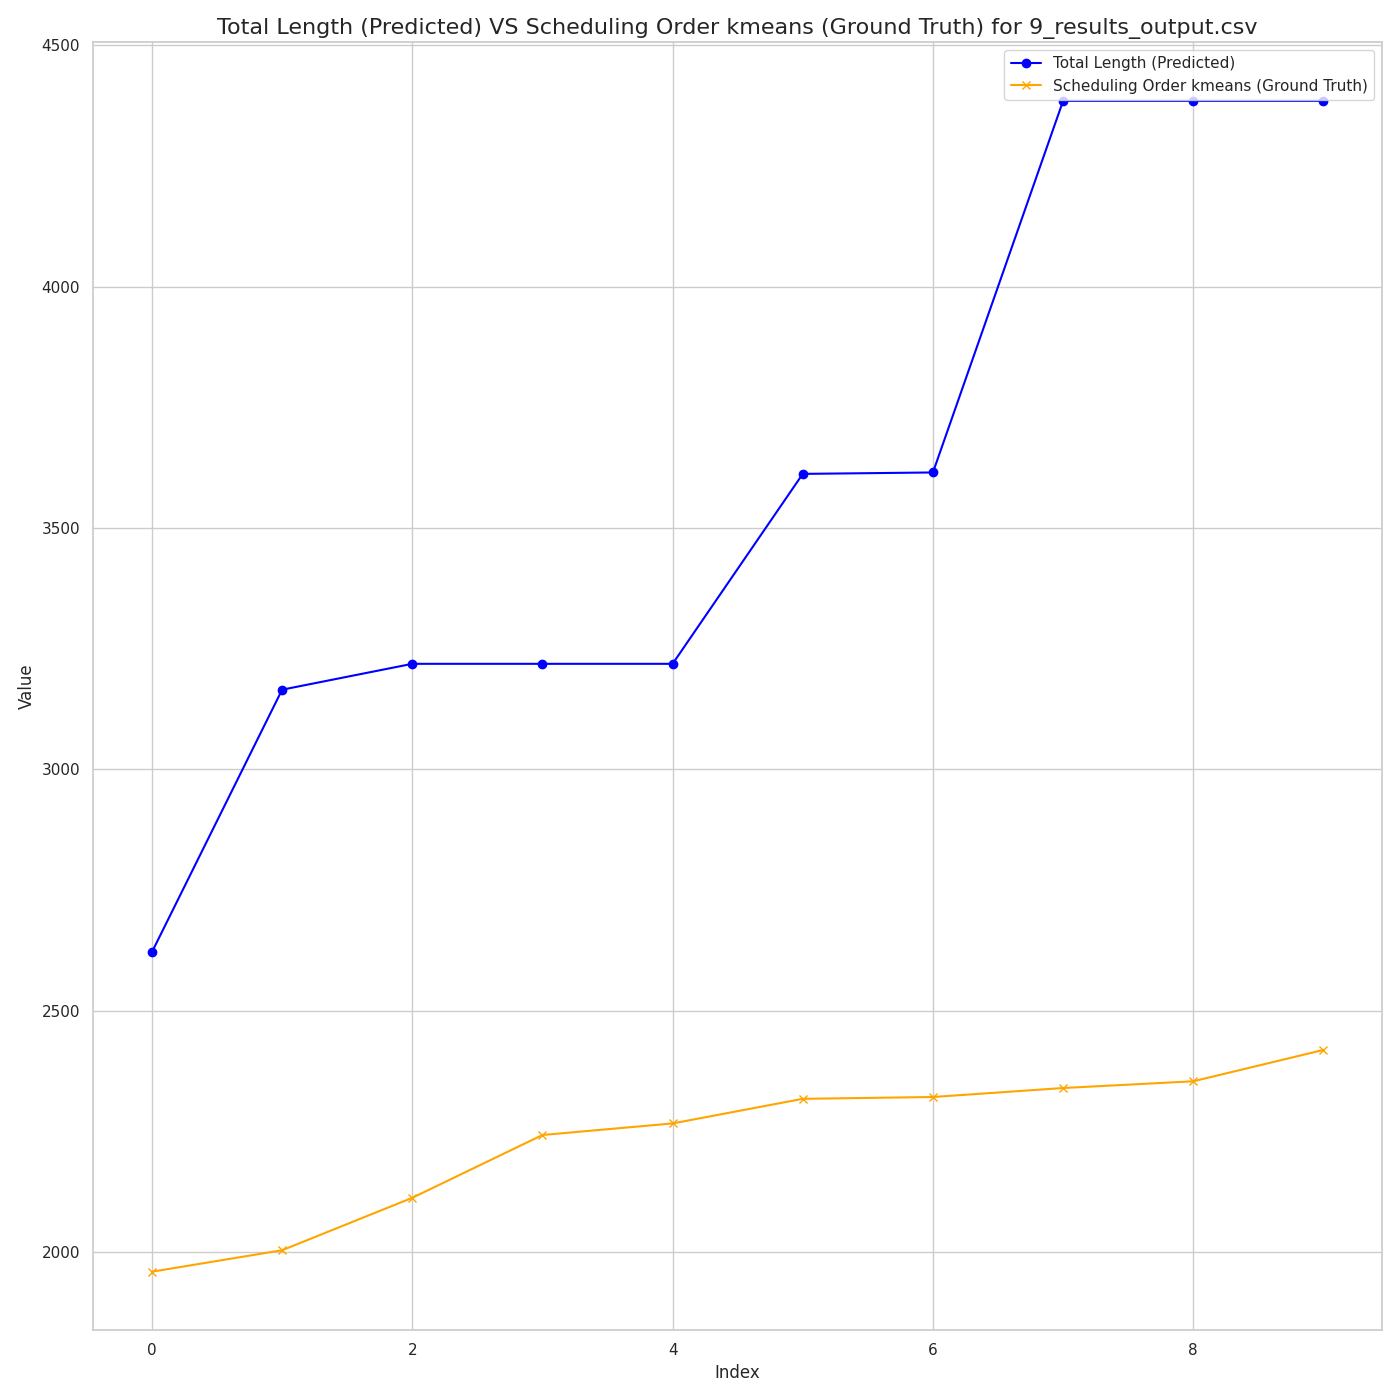 Total Length (Predicted) VS Scheduling Order kmeans (Ground Truth) for 9_results_output.csv
Total Length (Predicted)
Scheduling Order kmeans (Ground Truth)
4500
4000
3500
3000
2500
2000
Value
0 2 4 6 8
Index